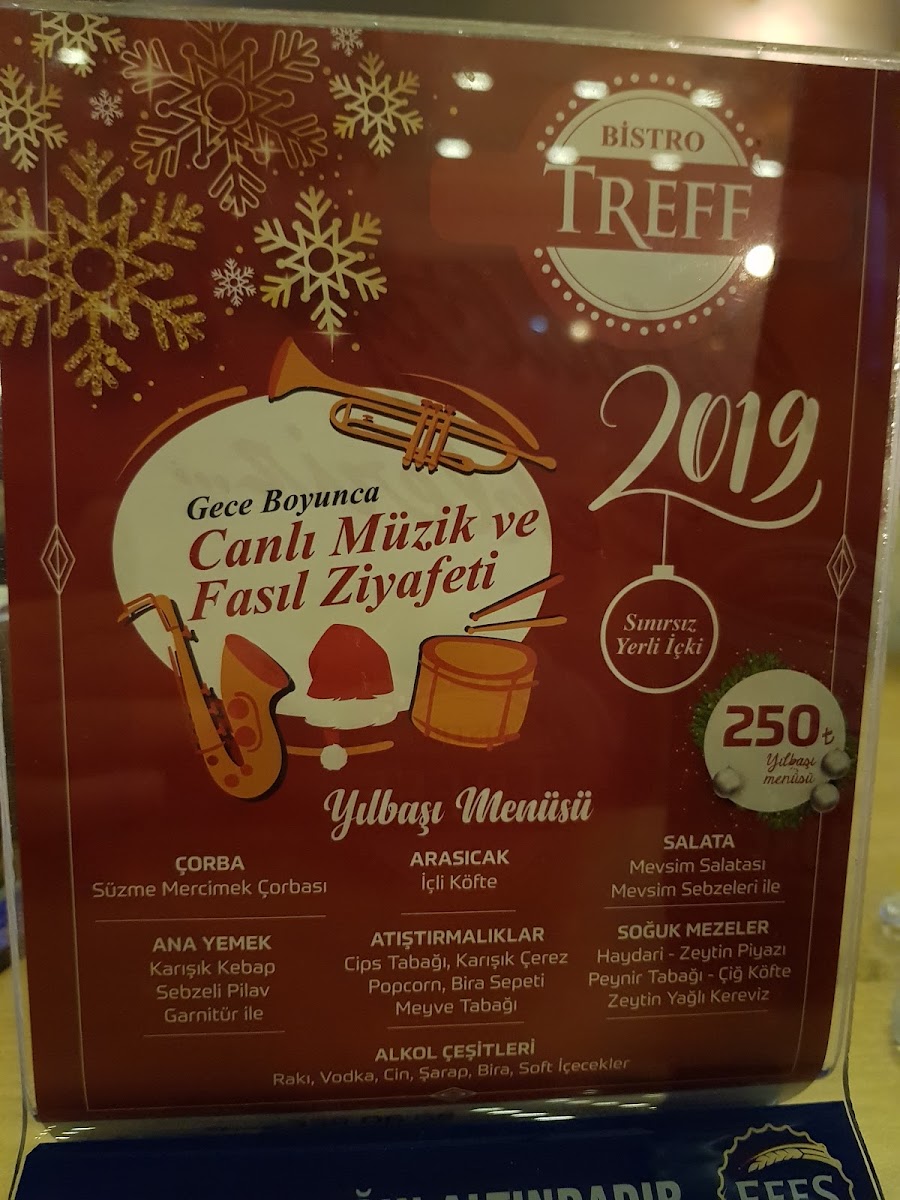 BİSTRO
TREFF
2019
Gece Boyunca
Canlı Müzik ve
Fasıl Ziyafeti
Sınırsız
Yerli İçki
250₺
Yılbaşı
menüsü
Yılbaşı Menüsü
ÇORBA
Süzme Mercimek Çorbası
ARASICAK
İçli Köfte
SALATA
Mevsim Salatası
Mevsim Sebzeleri ile
ANA YEMEK
Karışık Kebap
Sebzeli Pilav
Garnitür ile
ATIŞTIRMALIKLAR
Cips Tabağı, Karışık Çerez
Popcorn, Bira Sepeti
Meyve Tabağı
SOĞUK MEZELER
Haydari - Zeytin Piyazı
Peynir Tabağı - Çiğ Köfte
Zeytin Yağlı Kereviz
ALKOL ÇEŞİTLERİ
Rakı, Vodka, Cin, Şarap, Bira, Soft İçecekler
ALTINDADIR
EFES